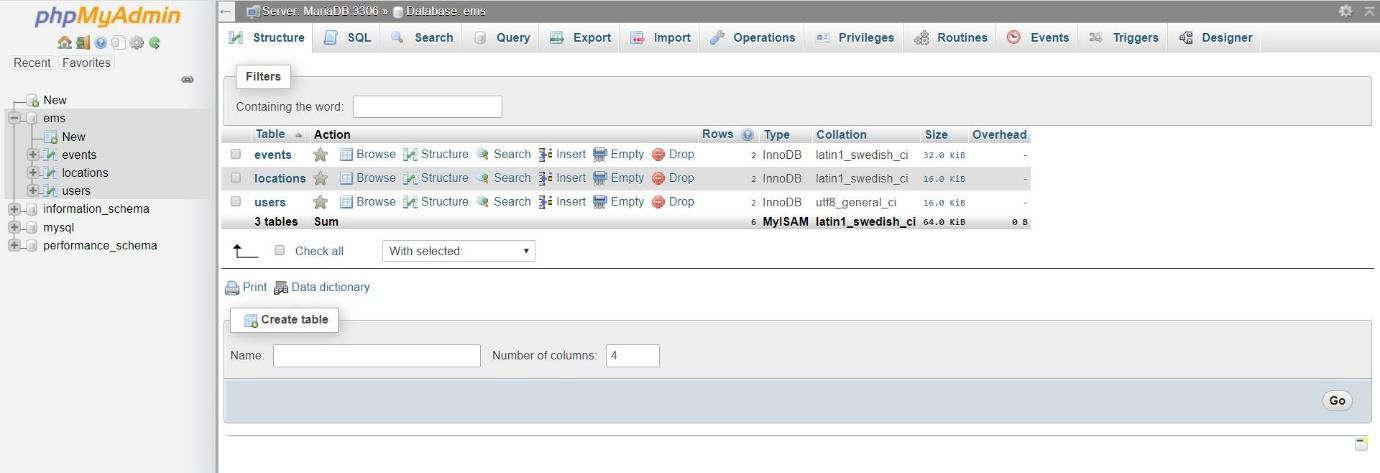 phpMyAdmin
Recent Favorites
New
ems
New
events
locations
users
information_schema
mysql
performance_schema
Server: MariaDB:3306 » Database: ems
Structure SQL Search Query Export Import Operations Privileges Routines Events Triggers Designer
Filters
Containing the word:
Table Action Rows Type Collation Size Overhead
events Browse Structure Search Insert Empty Drop 2 InnoDB latin1_swedish_ci 32.0 KiB -
locations Browse Structure Search Insert Empty Drop 2 InnoDB latin1_swedish_ci 16.0 KiB -
users Browse Structure Search Insert Empty Drop 2 InnoDB utf8_general_ci 16.0 KiB -
3 tables Sum 6 MyISAM latin1_swedish_ci 64.0 KiB 0 B
Check all With selected:
Print Data dictionary
Create table
Name: Number of columns: 4
Go